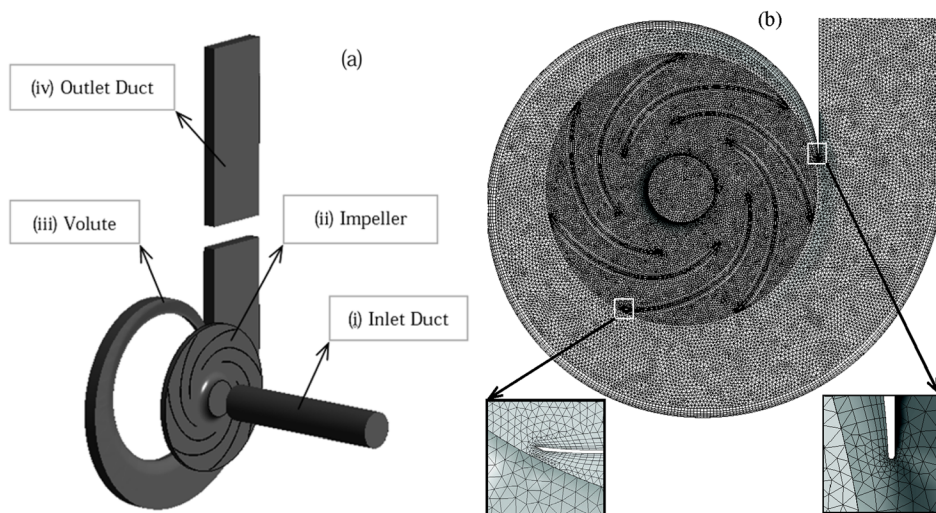 (a)
(iv) Outlet Duct
(iii) Volute
(ii) Impeller
(i) Inlet Duct
(b)